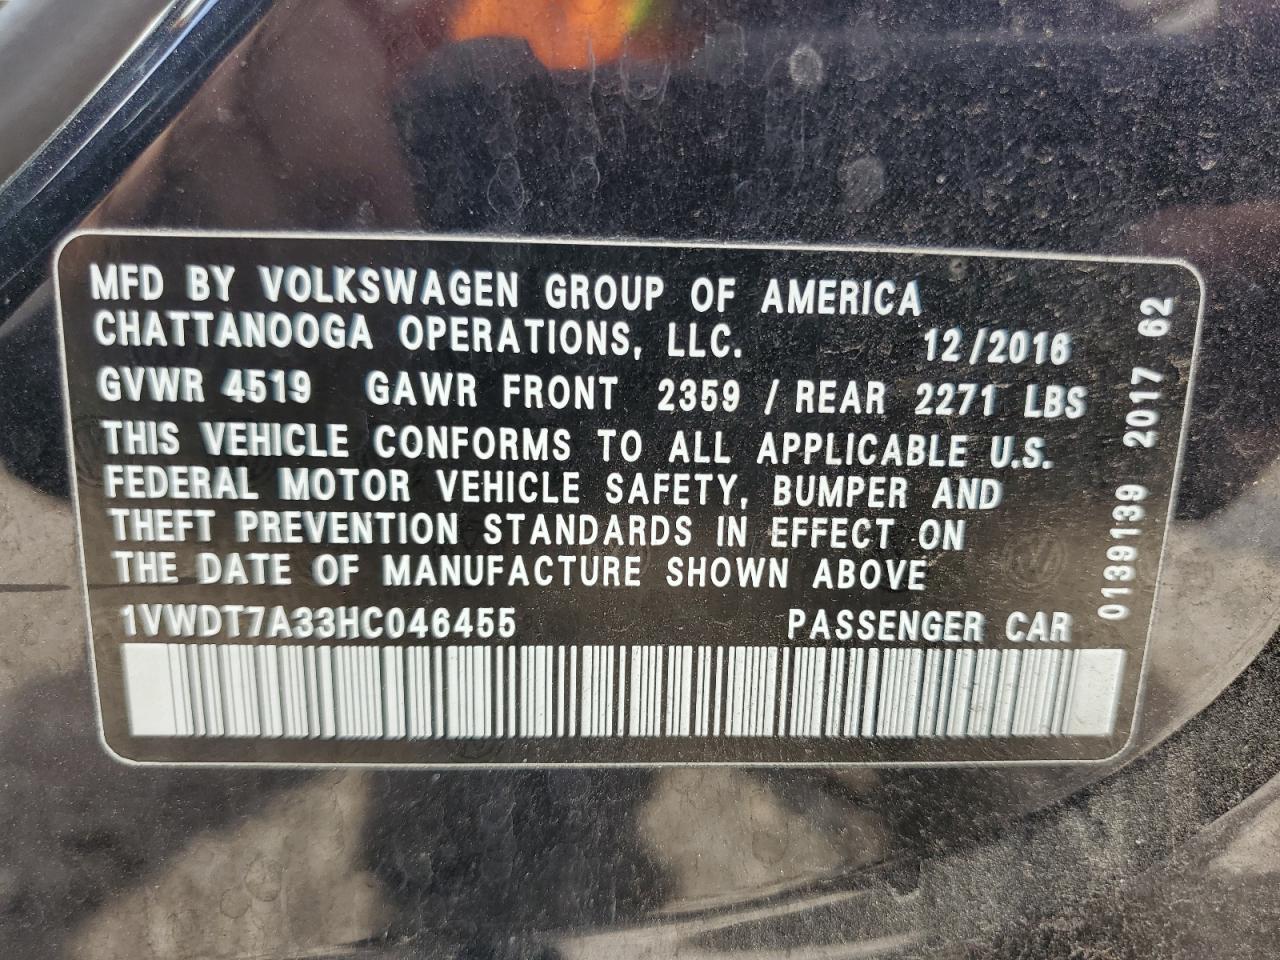 MFD BY VOLKSWAGEN GROUP OF AMERICA
CHATTANOOGA OPERATIONS, LLC. 12/2016
GVWR 4519 GAWR FRONT 2359 / REAR 2271 LBS
THIS VEHICLE CONFORMS TO ALL APPLICABLE U.S.
FEDERAL MOTOR VEHICLE SAFETY, BUMPER AND
THEFT PREVENTION STANDARDS IN EFFECT ON
THE DATE OF MANUFACTURE SHOWN ABOVE
1VWDT7A33HC046455 PASSENGER CAR
0139139 2017 62